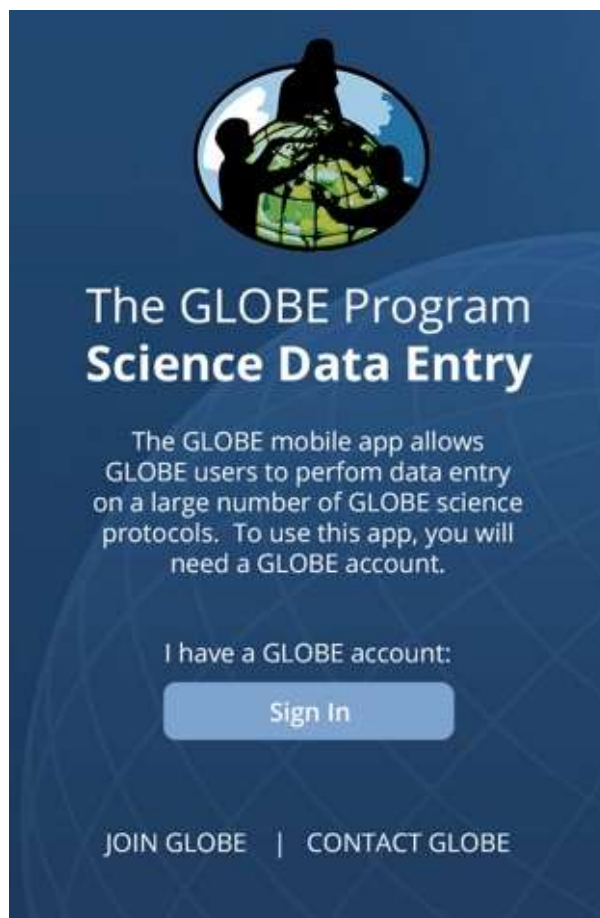 The GLOBE Program
Science Data Entry
The GLOBE mobile app allows
GLOBE users to perfom data entry
on a large number of GLOBE science
protocols.  To use this app, you will
need a GLOBE account.
I have a GLOBE account:
Sign In
JOIN GLOBE | CONTACT GLOBE